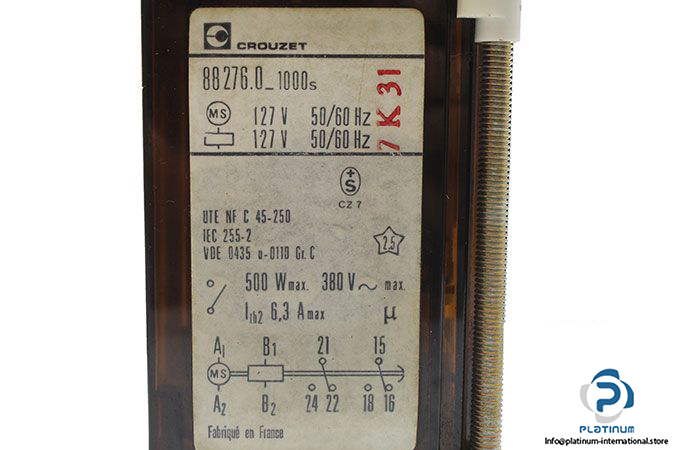 CROUZET
88 276.0_1000s
MS 127 V 50/60 Hz
127 V 50/60 Hz
7 K 31
+S
CZ 7
UTE NF C 45-250
IEC 255-2
VDE 0435 u-0110 Gr. C
2,5
500 W max. 380 V ~ max.
Ith2 6,3 A max µ
A1 B1 21 15
MS
A2 B2 24 22 18 16
Fabriqué en France
PLATINUM
info@platinum-international.store